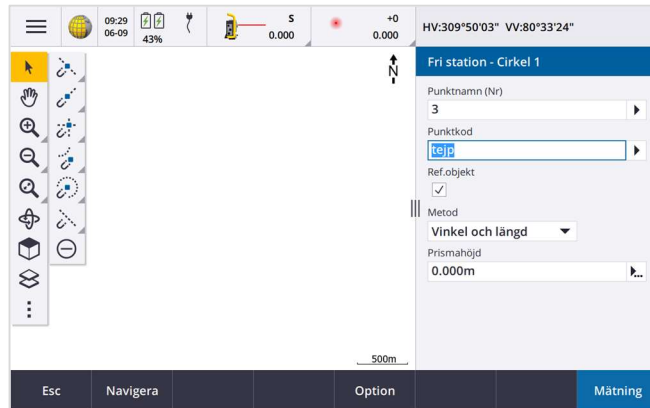 09:29
06-09
43%
S
0.000
+0
0.000
HV:309°50'03" VV:80°33'24"
N
Fri station - Cirkel 1
Punktnamn (Nr)
3
Punktkod
tejp
Ref.objekt
Metod
Vinkel och längd
Prismahöjd
0.000m
500m
Esc
Navigera
Option
Mätning